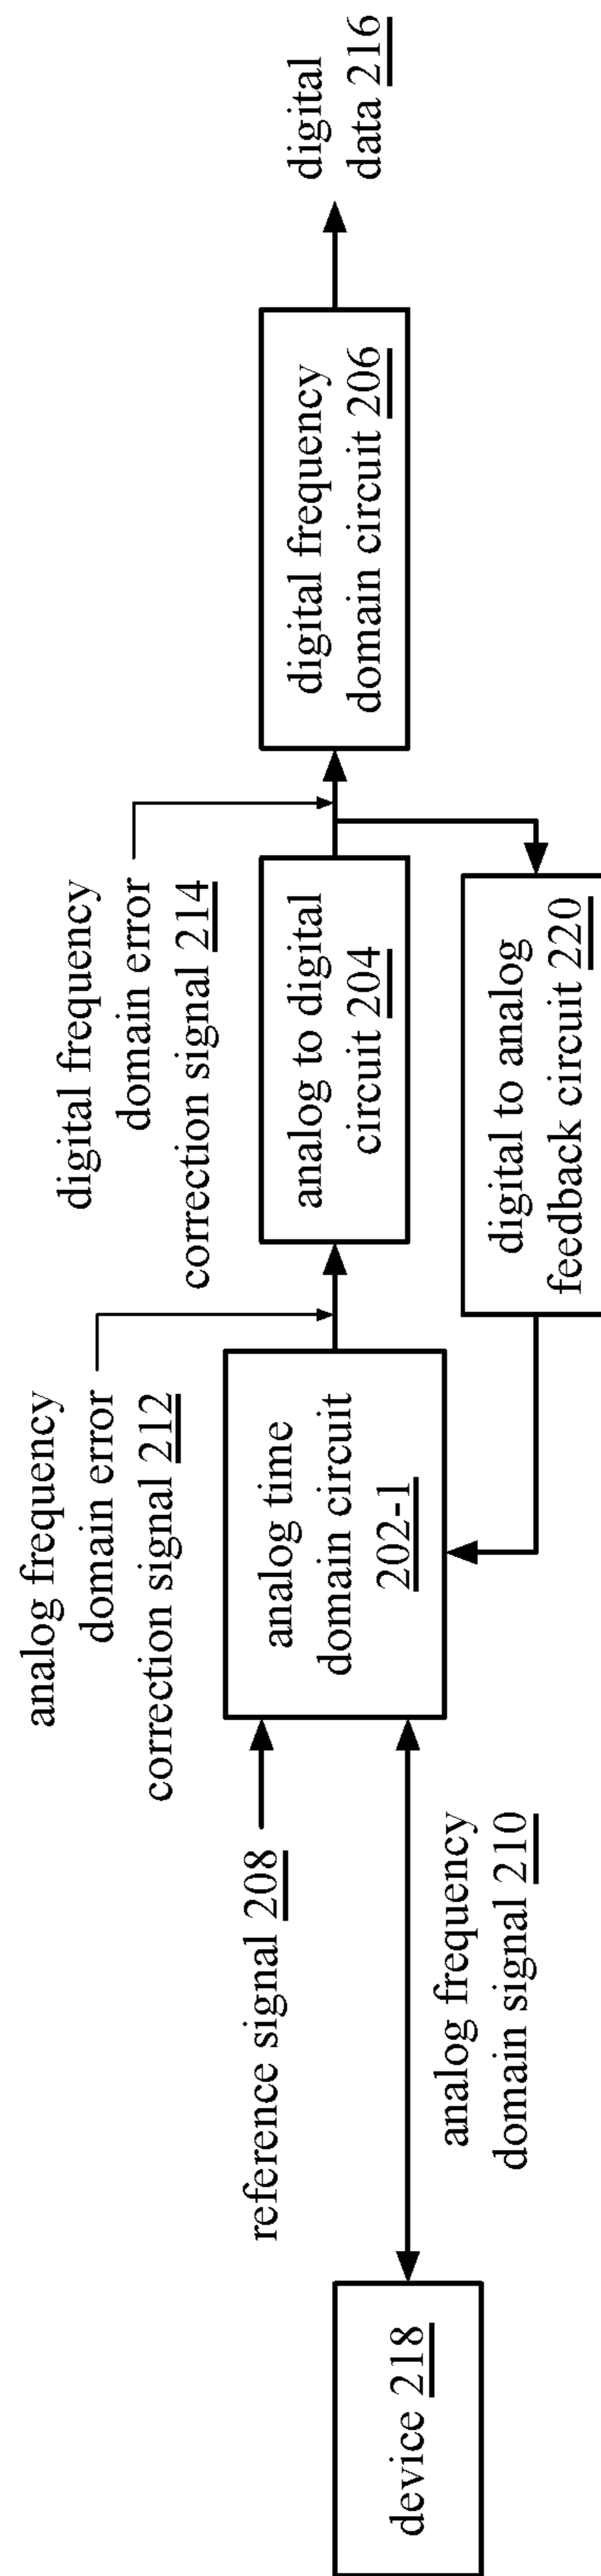 device 218
analog frequency
domain signal 210
reference signal 208
analog time
domain circuit
202-1
analog frequency
domain error
correction signal 212
analog to digital
circuit 204
digital to analog
feedback circuit 220
digital frequency
domain error
correction signal 214
digital frequency
domain circuit 206
digital
data 216